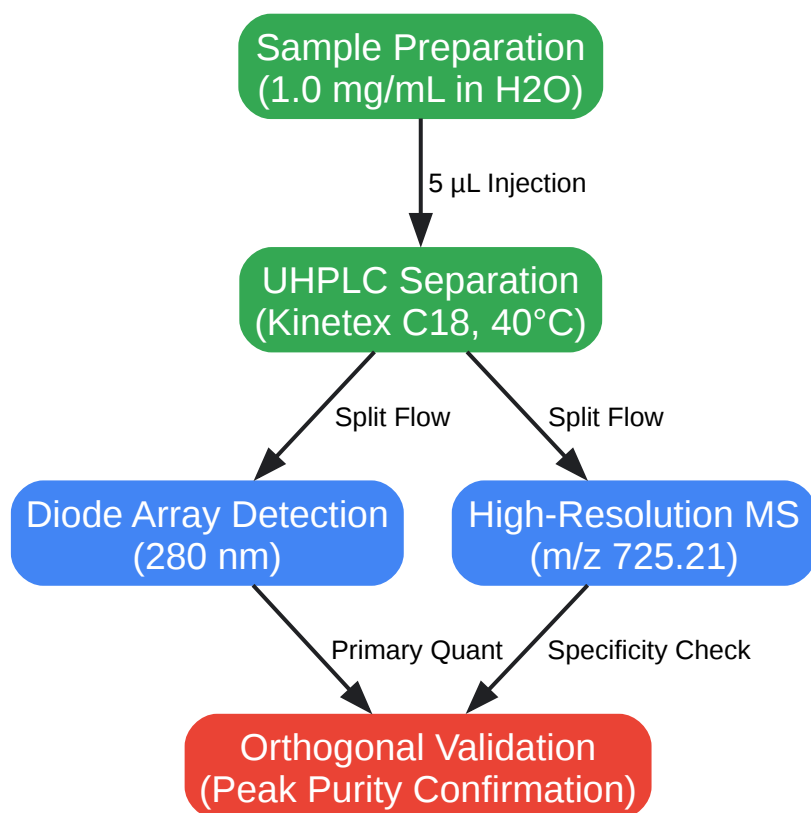 Sample Preparation
(1.0 mg/mL in H2O)
5 µL Injection
UHPLC Separation
(Kinetex C18, 40°C)
Split Flow
Split Flow
Diode Array Detection
(280 nm)
High-Resolution MS
(m/z 725.21)
Primary Quant
Specificity Check
Orthogonal Validation
(Peak Purity Confirmation)